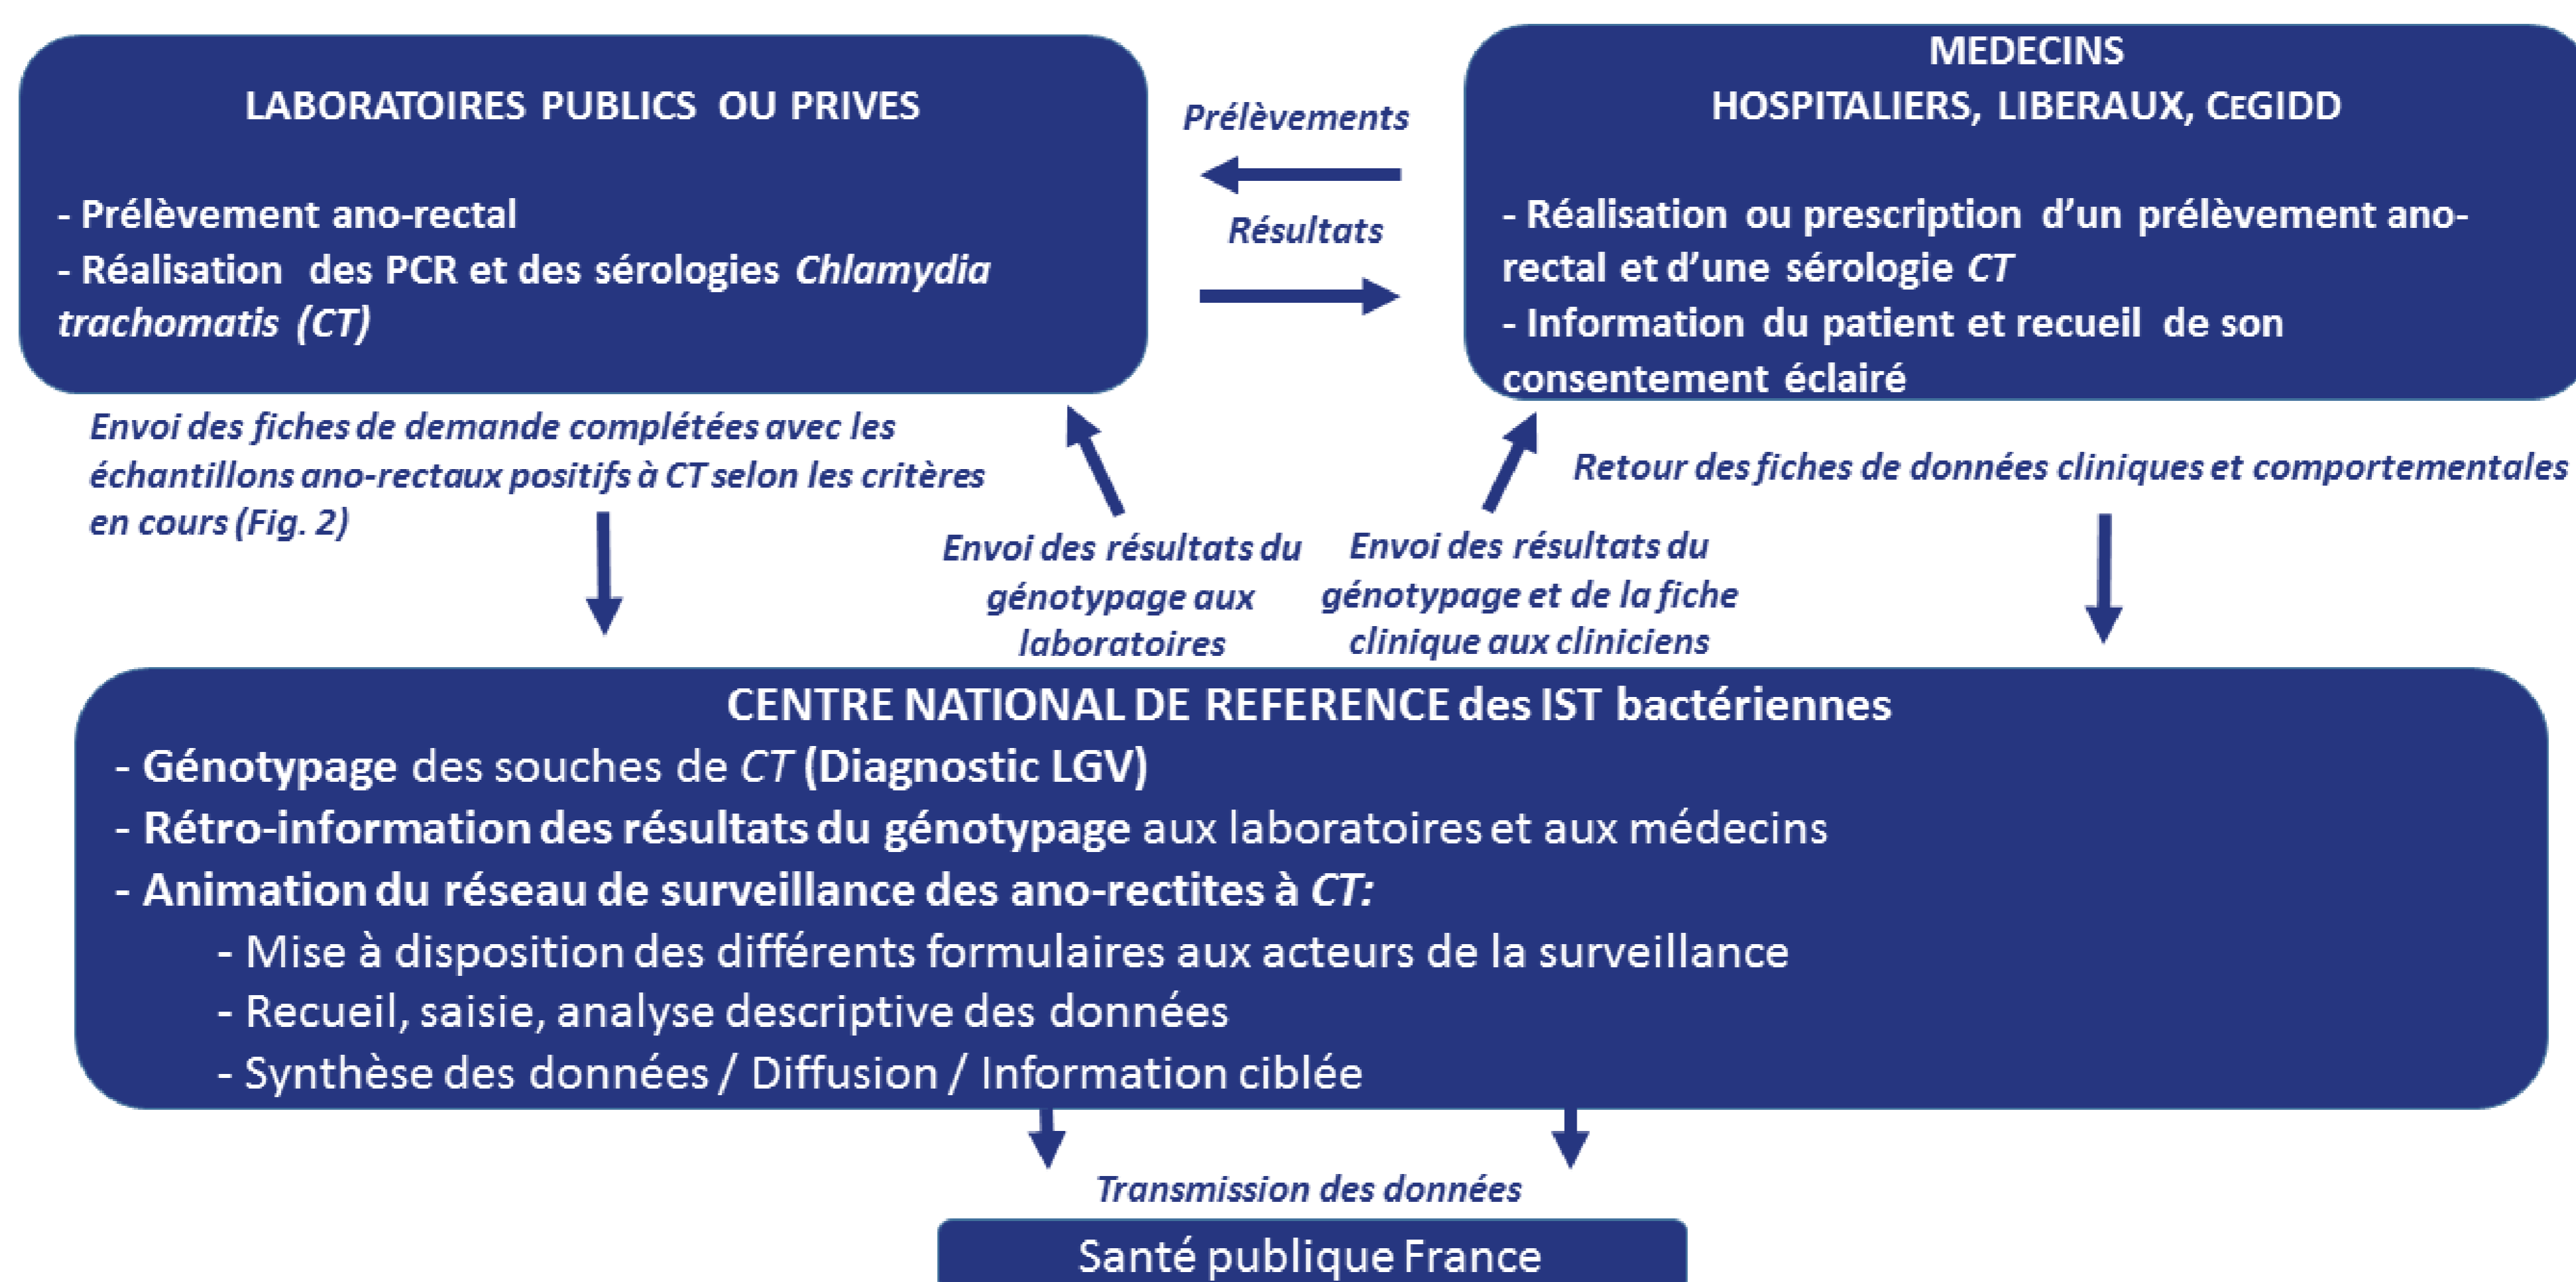 LABORATOIRES PUBLICS OU PRIVES
- Prélèvement ano-rectal
- Réalisation des PCR et des sérologies Chlamydia
trachomatis (CT)
Prélèvements
Résultats
MEDECINS
HOSPITALIERS, LIBERAUX, CEGIDD
- Réalisation ou prescription d'un prélèvement ano-
rectal et d'une sérologie CT
- Information du patient et recueil de son
consentement éclairé
Envoi des fiches de demande complétées avec les
échantillons ano-rectaux positifs à CT selon les critères
en cours (Fig. 2)
Envoi des résultats du
génotypage aux
laboratoires
Envoi des résultats du
génotypage et de la fiche
clinique aux cliniciens
Retour des fiches de données cliniques et comportementales
CENTRE NATIONAL DE REFERENCE des IST bactériennes
- Génotypage des souches de CT (Diagnostic LGV)
- Rétro-information des résultats du génotypage aux laboratoires et aux médecins
- Animation du réseau de surveillance des ano-rectites à CT:
- Mise à disposition des différents formulaires aux acteurs de la surveillance
- Recueil, saisie, analyse descriptive des données
- Synthèse des données / Diffusion / Information ciblée
Transmission des données
Santé publique France